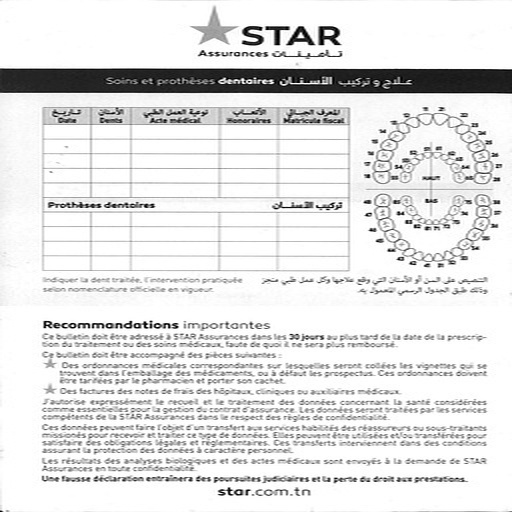 STAR
Assurances تأمينات
Soins et prothèses dentaires علاج و تركيب الأسنان
تاريخ الأسنان نوعية العمل الطبي الأتعاب المعرف الجبائي
Date Dents Acte médical Honoraires Matricule fiscal
Prothèses dentaires تركيب الأسنان
HAUT
BAS
Indiquer la dent traitée, l'intervention pratiquée
selon nomenclature officielle en vigueur.
التنصيص على السن أو الأسنان التي وقع علاجها وكل عمل طبي منجز
وذلك طبق الجدول الرسمي المعمول به.
Recommandations importantes
Ce bulletin doit être adressé à STAR Assurances dans les 30 jours au plus tard de la date de la prescrip-
tion du traitement ou des soins médicaux, faute de quoi il ne sera plus remboursé.
Ce bulletin doit être accompagné des pièces suivantes :
Des ordonnances médicales correspondantes sur lesquelles seront collées les vignettes qui se
trouvent dans l'emballage des médicaments, ou à défaut les prospectus. Ces ordonnances doivent
être tarifées par le pharmacien et porter son cachet.
Des factures des notes de frais des hôpitaux, cliniques ou auxiliaires médicaux.
J'autorise expressément le recueil et le traitement des données concernant la santé considérées
comme essentielles pour la gestion du contrat d'assurance. Les données seront traitées par les services
compétents de la STAR Assurances dans le respect des règles de confidentialité.
Ces données peuvent faire l'objet d'un transfert aux services habilités des réassureurs ou sous-traitants
missionés pour recevoir et traiter ce type de données. Elles peuvent être utilisées et/ou transférées pour
satisfaire des obligations légales et réglementaires. Ces transferts interviennent dans des conditions
assurant la protection des données à caractère personnel.
Les résultats des analyses biologiques et des actes médicaux sont envoyés à la demande de STAR
Assurances en toute confidentialité.
Une fausse déclaration entraînera des poursuites judiciaires et la perte du droit aux prestations.
star.com.tn